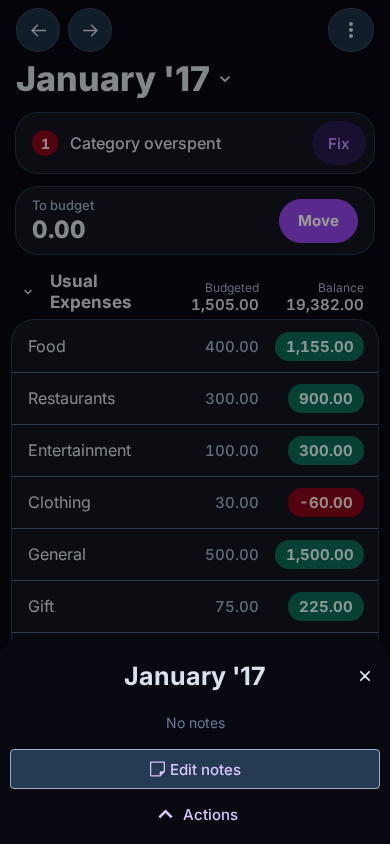 January '17
1 Category overspent Fix
To budget
0.00
Move
Usual Expenses
Budgeted
1,505.00
Balance
19,382.00
Food 400.00 1,155.00
Restaurants 300.00 900.00
Entertainment 100.00 300.00
Clothing 30.00 -60.00
General 500.00 1,500.00
Gift 75.00 225.00
January '17
No notes
Edit notes
Actions